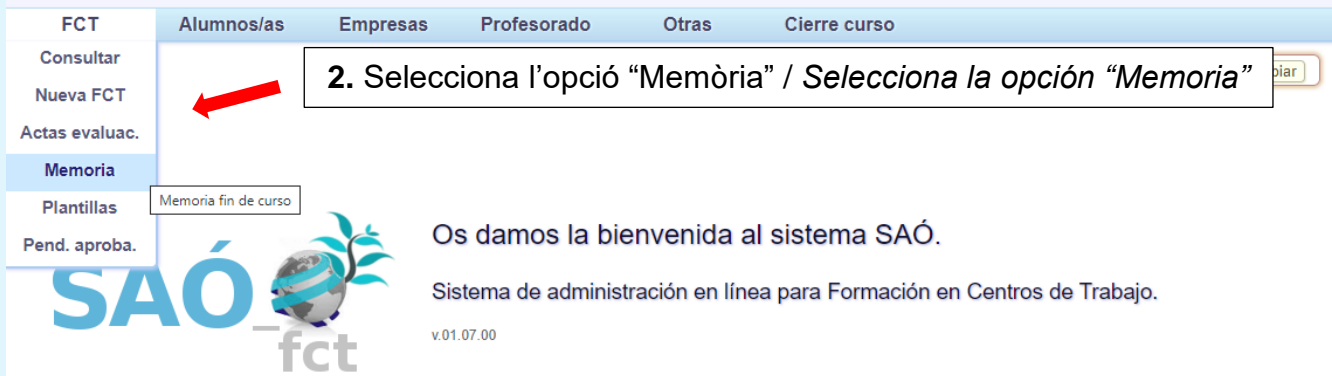 FCT Alumnos/as Empresas Profesorado Otras Cierre curso
Consultar
Nueva FCT
Actas evaluac.
Memoria
Plantillas
Pend. aproba.
Memoria fin de curso
2. Selecciona l’opció “Memòria” / Selecciona la opción “Memoria”
Os damos la bienvenida al sistema SAÓ.
Sistema de administración en línea para Formación en Centros de Trabajo.
v.01.07.00
SAÓ_fct